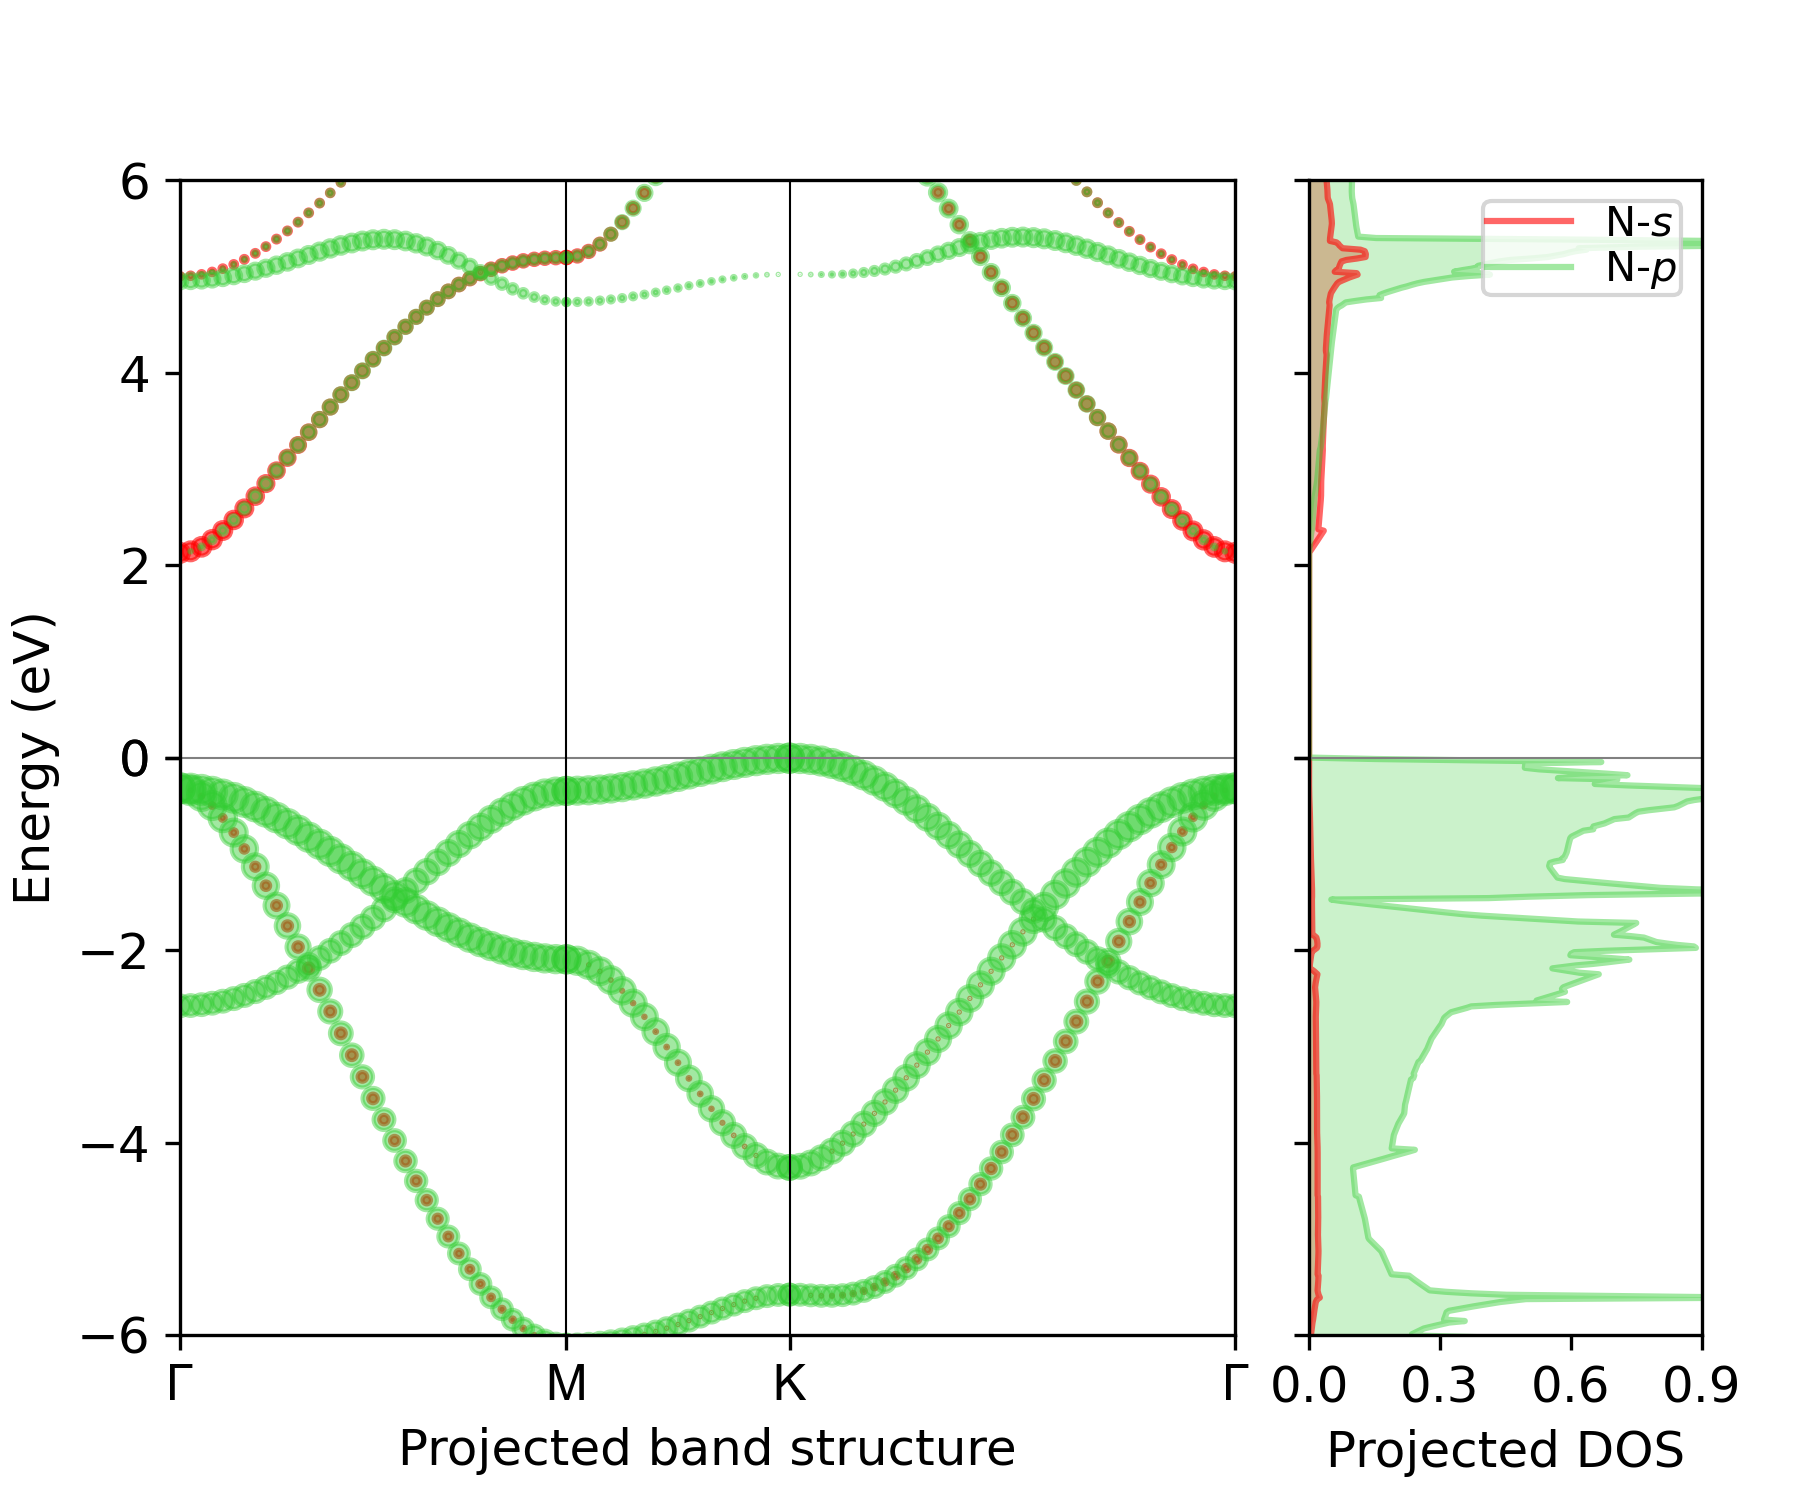 Energy (eV)
6
4
2
0
−2
−4
−6
Γ M K Γ
Projected band structure
N-s
N-p
0.0 0.3 0.6 0.9
Projected DOS